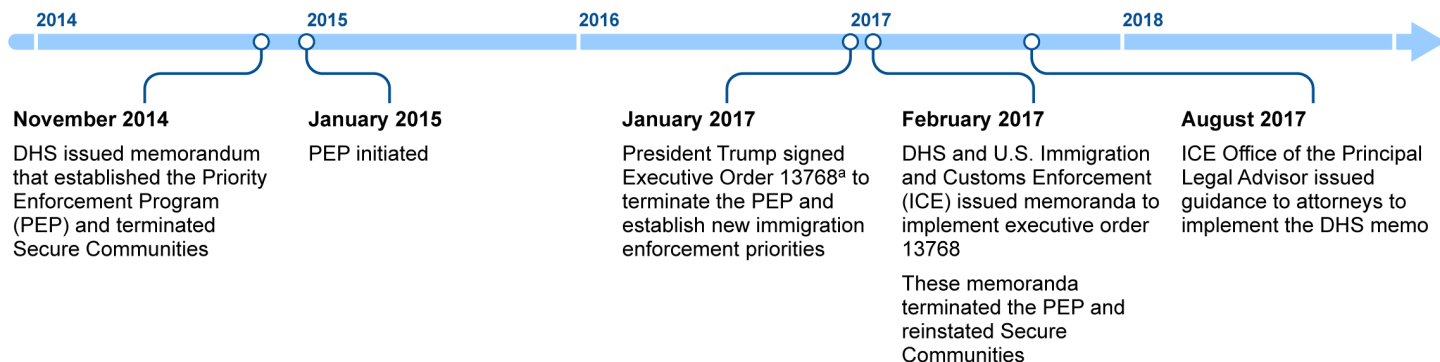 2014
2015
2016
2017
2018
November 2014
DHS issued memorandum
that established the Priority
Enforcement Program
(PEP) and terminated
Secure Communities
January 2015
PEP initiated
January 2017
President Trump signed
Executive Order 13768ᵃ to
terminate the PEP and
establish new immigration
enforcement priorities
February 2017
DHS and U.S. Immigration
and Customs Enforcement
(ICE) issued memoranda to
implement executive order
13768
These memoranda
terminated the PEP and
reinstated Secure
Communities
August 2017
ICE Office of the Principal
Legal Advisor issued
guidance to attorneys to
implement the DHS memo